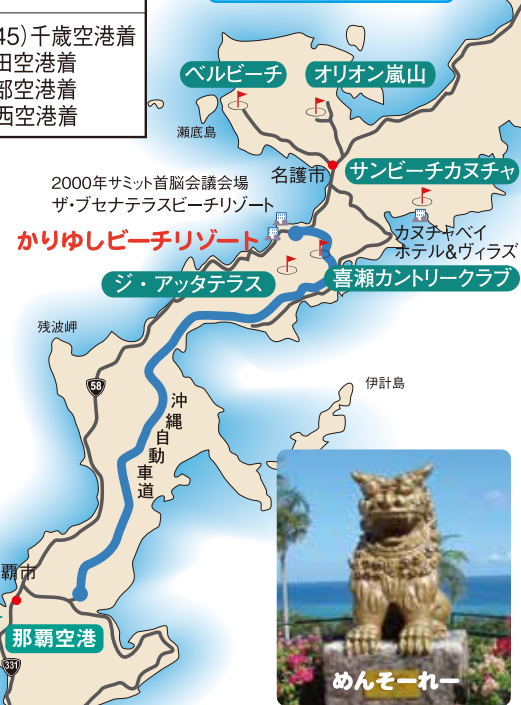 45)千歳空港着
田空港着
部空港着
西空港着
ベルビーチ
オリオン嵐山
瀬底島
名護市
サンビーチカヌチャ
2000年サミット首脳会議会場
ザ・ブセナテラスビーチリゾート
かりゆしビーチリゾート
カヌチャベイ
ホテル&ヴィラズ
ジ・アッタテラス
喜瀬カントリークラブ
残波岬
58
伊計島
沖縄自動車道
覇市
那覇空港
331
めんそーれー